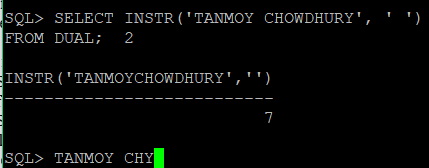 SQL> SELECT INSTR('TANMOY CHOWDHURY', ' ')
FROM DUAL;  2
INSTR('TANMOYCHOWDHURY','')
---------------------------
7
SQL> TANMOY CHY